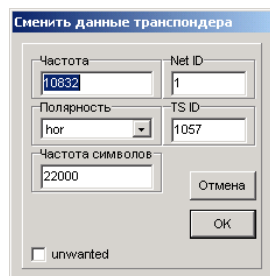 Сменить данные транспондера
Частота Net ID
10832 1
Полярность TS ID
hor 1057
Частота символов
22000
Отмена
OK
unwanted